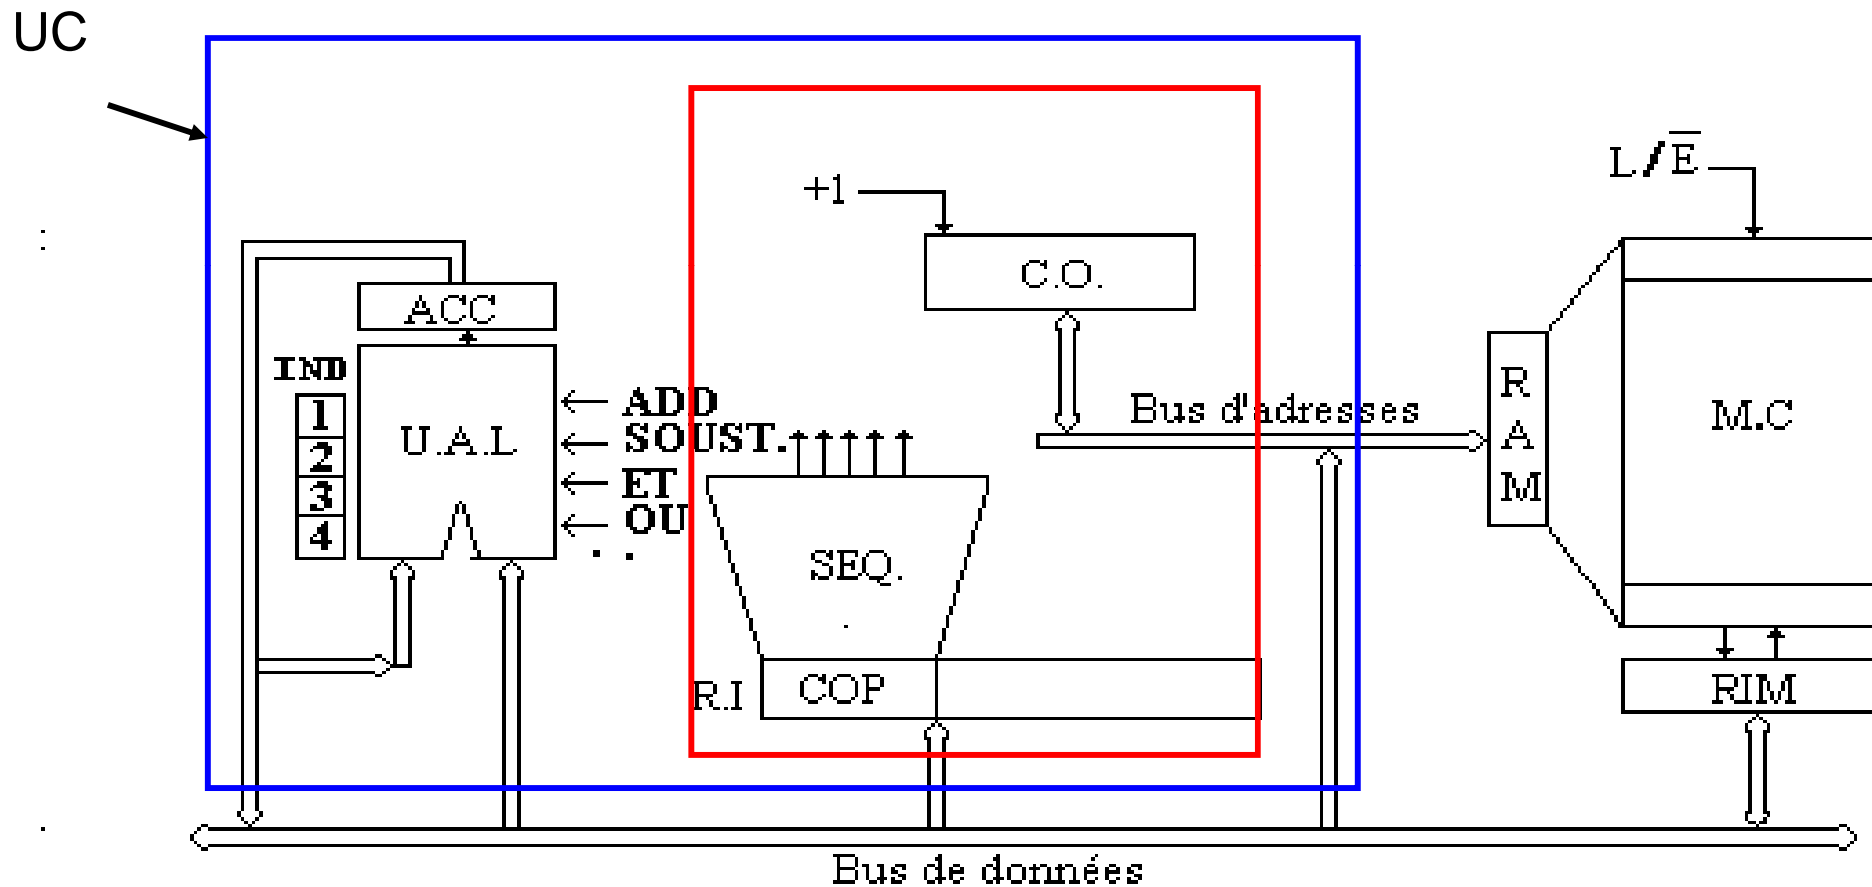 UC
L/E̅
+1
C.O.
ACC
IND
1
2
3
4
U.A.L
ADD
SOUST.
ET
OU
. .
Bus d'adresses
R
A
M
M.C
SEQ.
R.I
COP
RIM
Bus de données